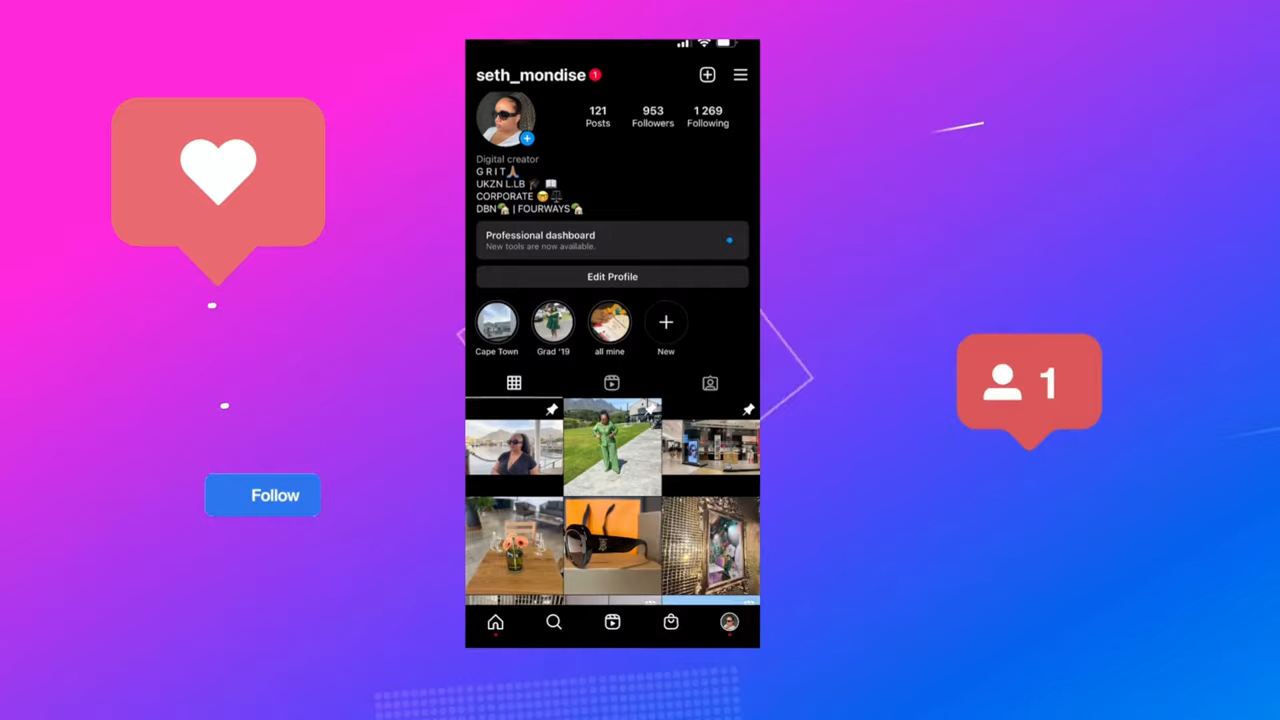 seth_mondise 1
121 953 1 269
Posts Followers Following
Digital creator
G R I T🙏🏽
UKZN L.LB 🎓 📖
CORPORATE 🤓⚖️
DBN🏡 | FOURWAYS🏡
Professional dashboard
New tools are now available.
Edit Profile
Cape Town Grad '19 all mine New
1
Follow